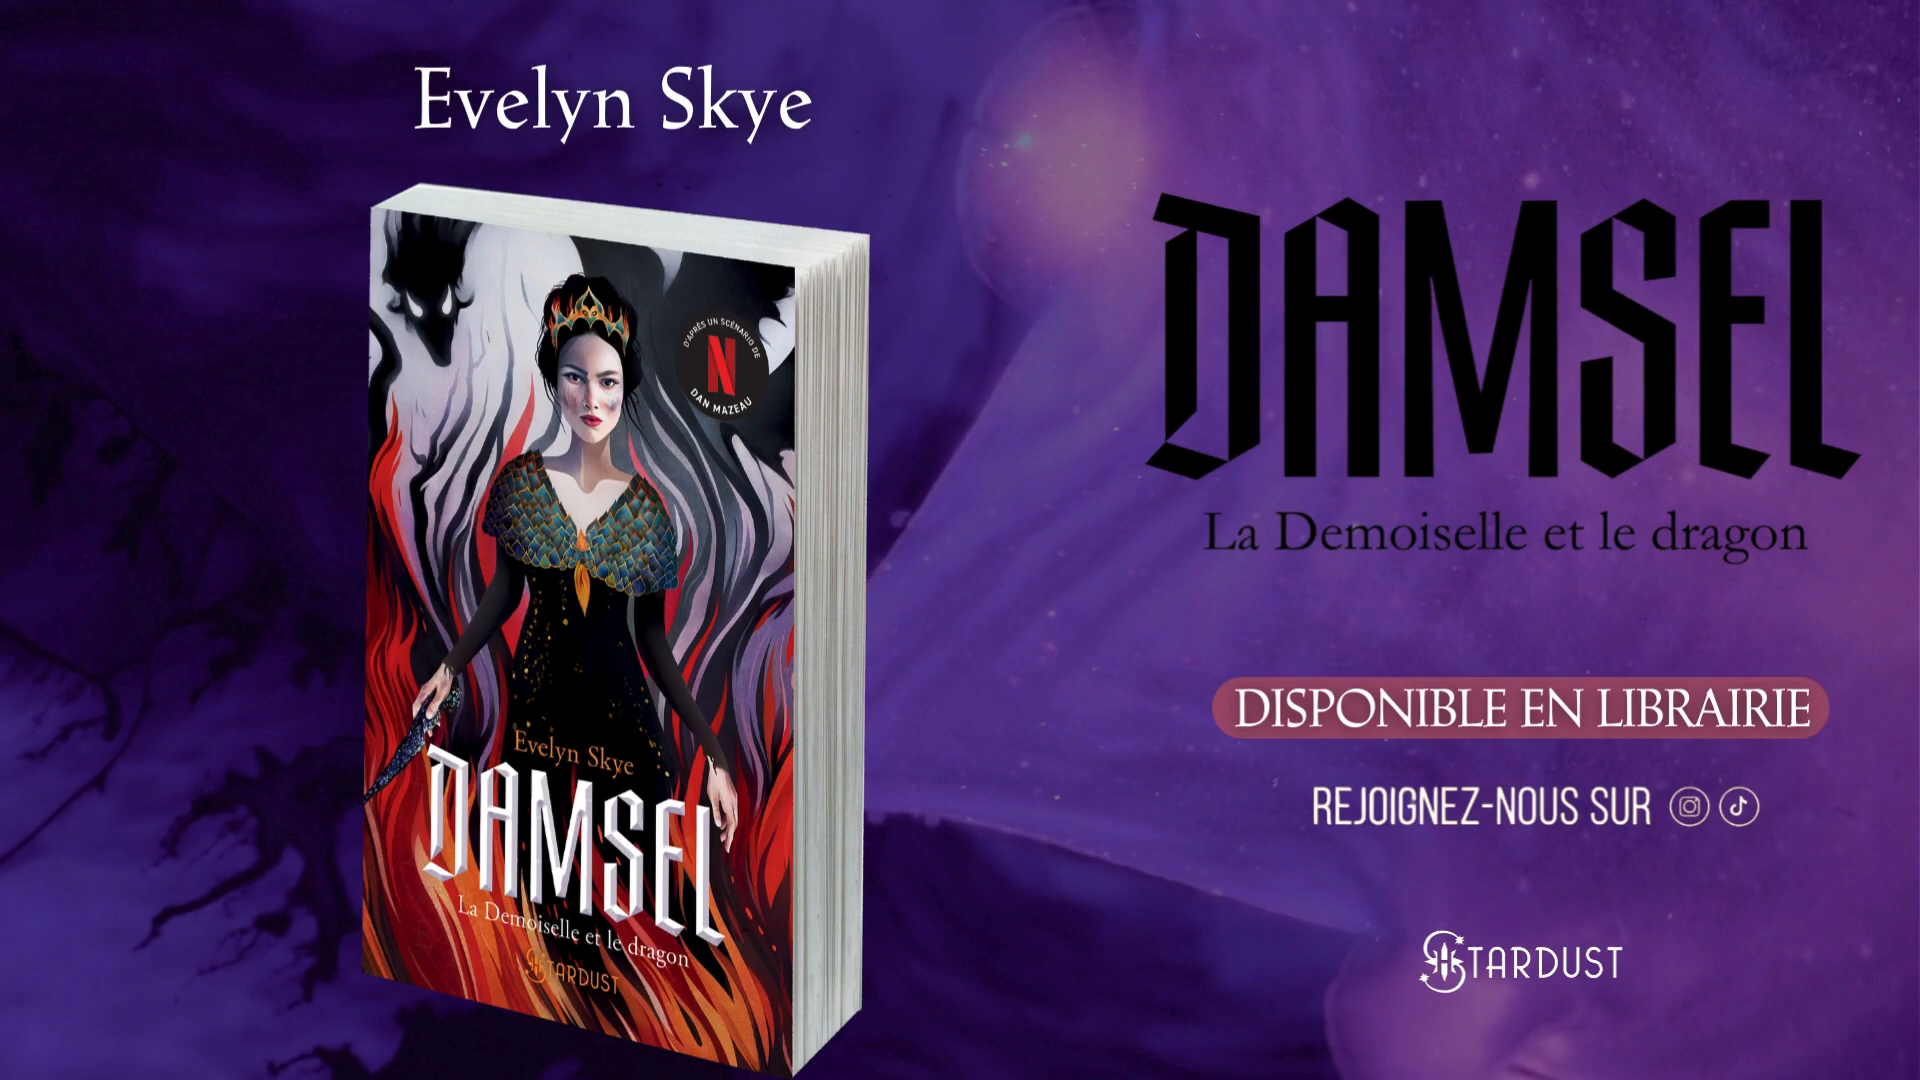 Evelyn Skye
D'APRÈS UN SCÉNARIO DE
N
DAN MAZEAU
Evelyn Skye
DAMSEL
La Demoiselle et le dragon
STARDUST
DAMSEL
La Demoiselle et le dragon
DISPONIBLE EN LIBRAIRIE
REJOIGNEZ-NOUS SUR
STARDUST